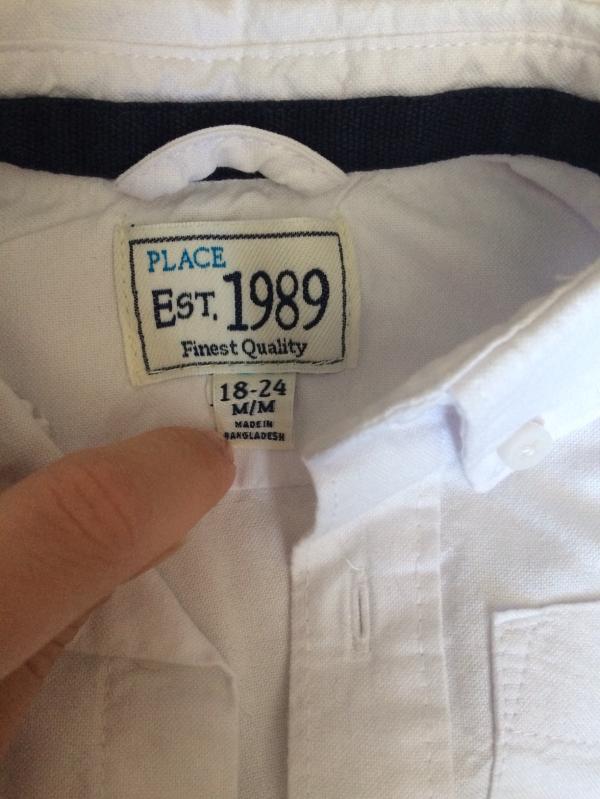 PLACE
EST. 1989
Finest Quality
18-24
M/M
MADE IN
BANGLADESH